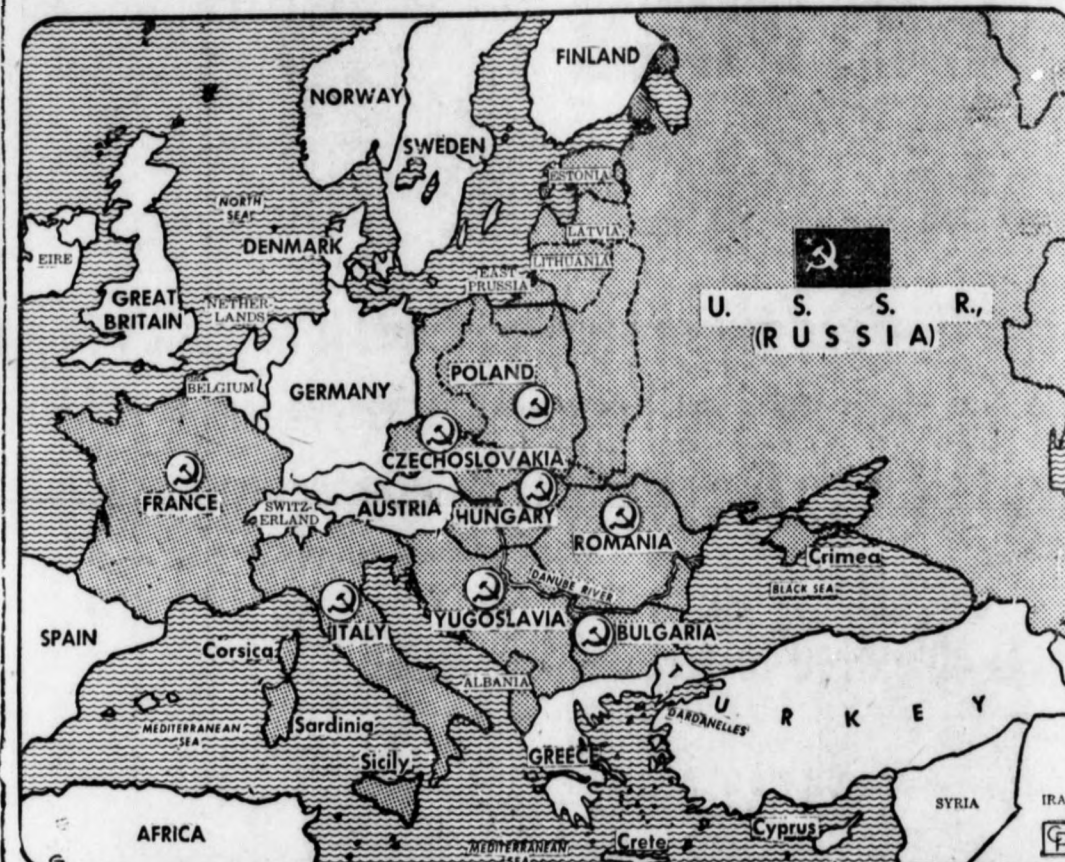 FINLAND
NORWAY
SWEDEN
ESTONIA
NORTH
SEA
DENMARK
LATVIA
LITHUANIA
EIRE
EAST
PRUSSIA
GREAT
BRITAIN
NETHER-
LANDS
U. S. S. R.,
(RUSSIA)
BELGIUM
GERMANY
POLAND
CZECHOSLOVAKIA
FRANCE
SWITZ-
ERLAND
AUSTRIA
HUNGARY
ROMANIA
Crimea
DANUBE RIVER
BLACK SEA
SPAIN
ITALY
YUGOSLAVIA
BULGARIA
Corsica
ALBANIA
TURKEY
DARDANELLES
MEDITERRANEAN
SEA
Sardinia
Sicily
GREECE
SYRIA
IRA
AFRICA
Cyprus
Crete
MEDITERRANEAN
SEA